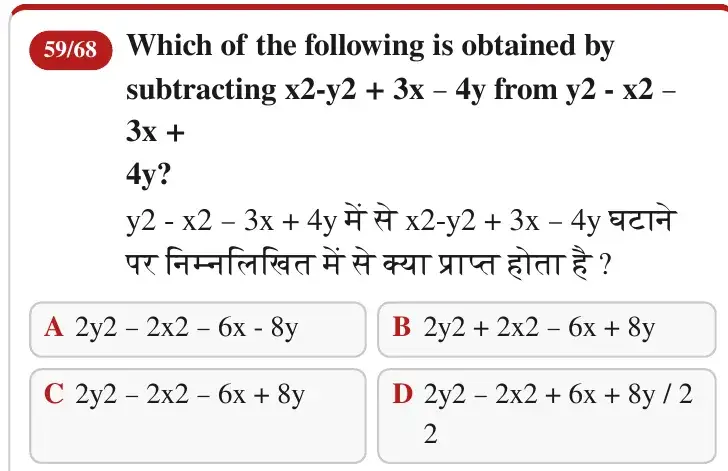 59/68 Which of the following is obtained by
subtracting x2-y2 + 3x – 4y from y2 - x2 –
3x +
4y?
y2 - x2 – 3x + 4y में से x2-y2 + 3x – 4y घटाने
पर निम्नलिखित में से क्या प्राप्त होता है ?
A 2y2 – 2x2 – 6x - 8y
B 2y2 + 2x2 – 6x + 8y
C 2y2 – 2x2 – 6x + 8y
D 2y2 – 2x2 + 6x + 8y / 2
2